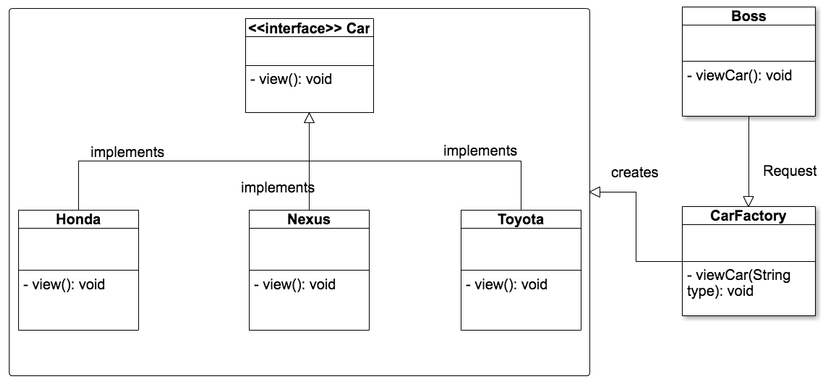 <<interface>> Car
- view(): void
implements
implements
implements
Honda
- view(): void
Nexus
- view(): void
Toyota
- view(): void
Boss
- viewCar(): void
creates
Request
CarFactory
- viewCar(String
type): void